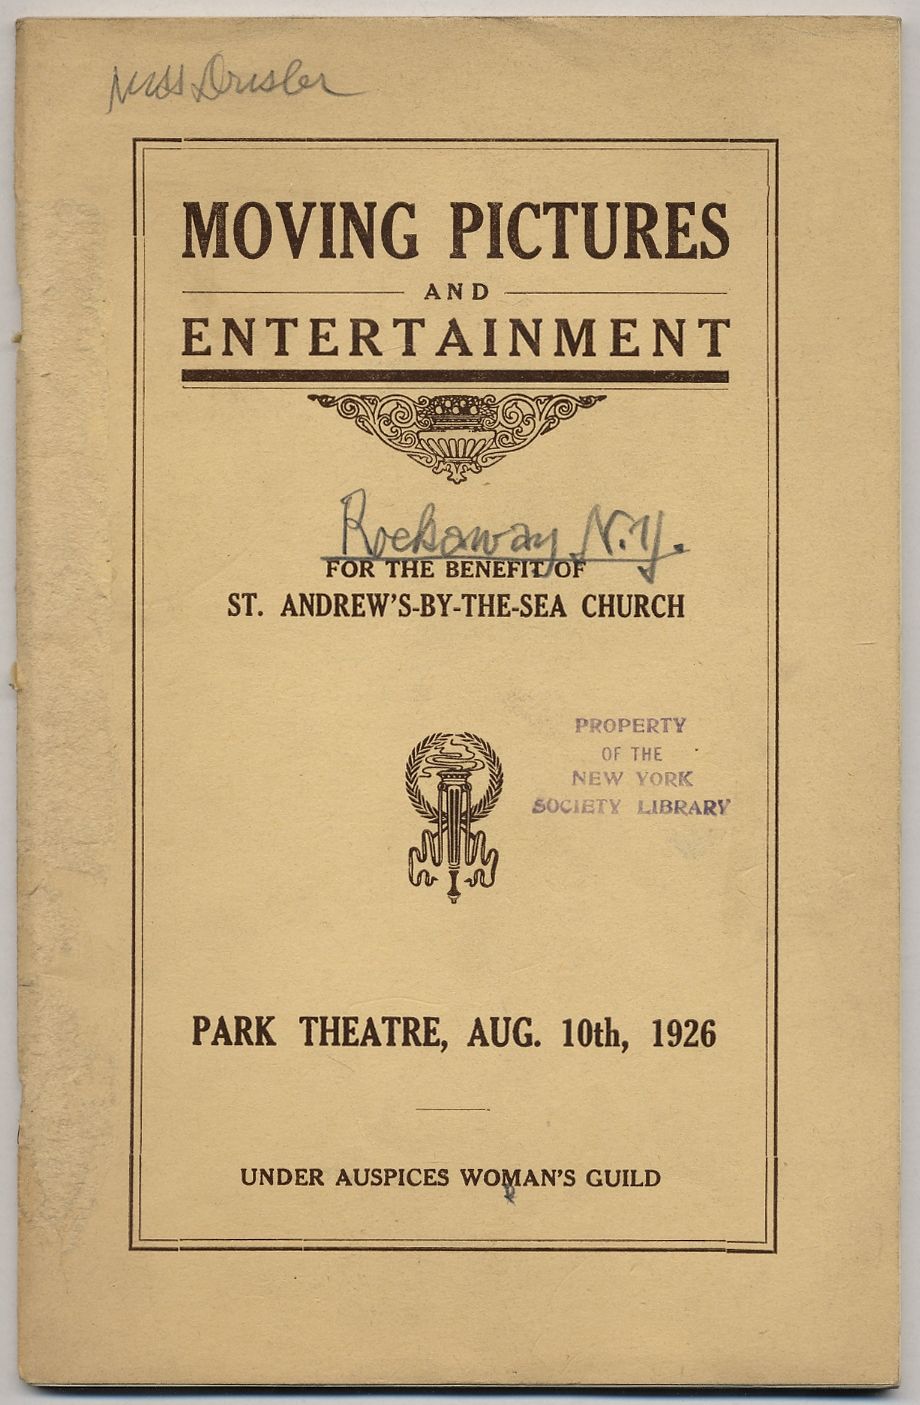 Miss Drisler
MOVING PICTURES
AND
ENTERTAINMENT
Rockaway N.Y.
FOR THE BENEFIT OF
ST. ANDREW'S-BY-THE-SEA CHURCH
PROPERTY
OF THE
NEW YORK
SOCIETY LIBRARY
PARK THEATRE, AUG. 10th, 1926
UNDER AUSPICES WOMAN'S GUILD